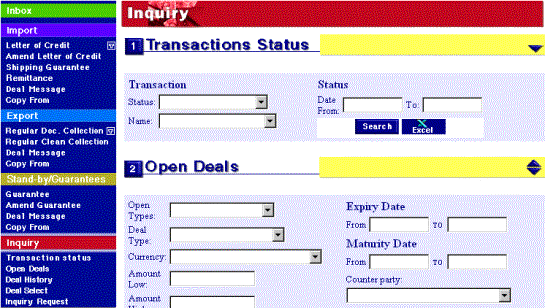 Inbox
Import
Letter of Credit
Amend Letter of Credit
Shipping Guarantee
Remittance
Deal Message
Copy From
Export
Regular Doc. Collection
Regular Clean Collection
Deal Message
Copy From
Stand-by/Guarantees
Guarantee
Amend Guarantee
Deal Message
Copy From
Inquiry
Transaction status
Open Deals
Deal History
Deal Select
Inquiry Request
Inquiry
1 Transactions Status
Transaction
Status:
Name:
Status
Date From: To:
Search Excel
2 Open Deals
Open Types:
Deal Type:
Currency:
Amount Low:
Amount
Expiry Date
From TO
Maturity Date
From TO
Counter party: